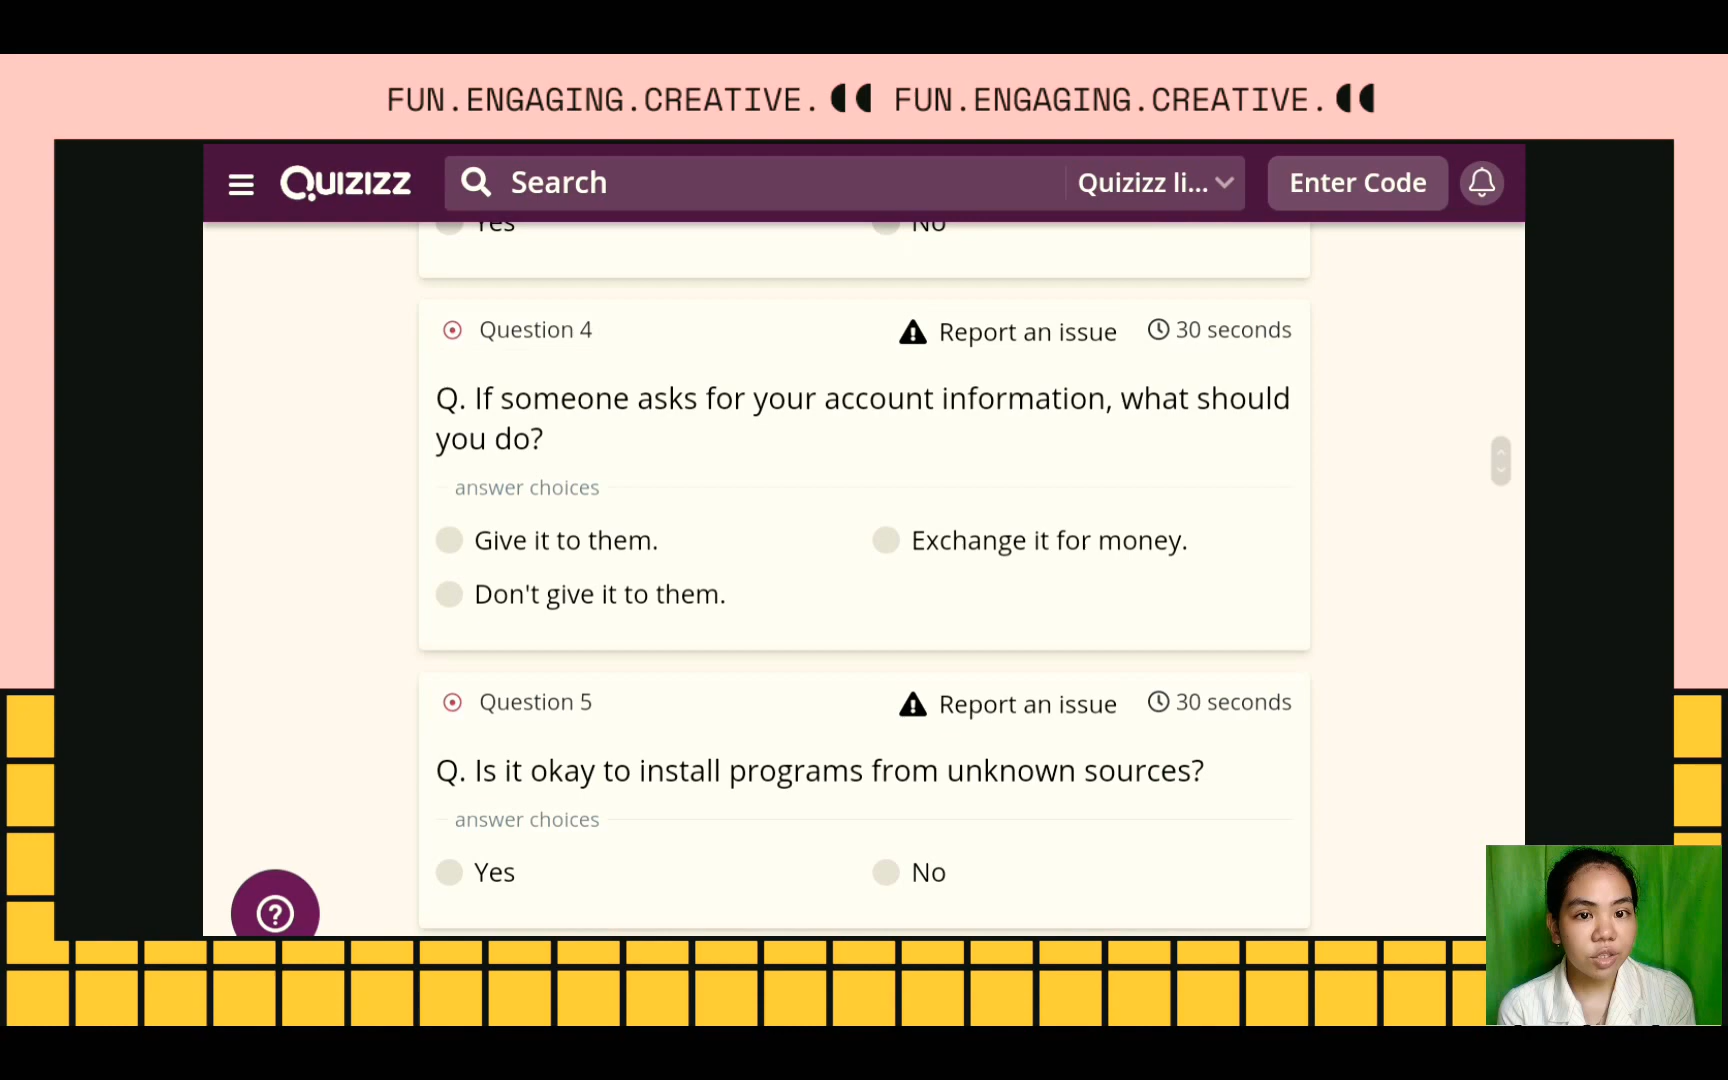 FUN.ENGAGING.CREATIVE. FUN.ENGAGING.CREATIVE.
QUIZIZZ Search Quizizz li... Enter Code
Yes No
Question 4 Report an issue 30 seconds
Q. If someone asks for your account information, what should
you do?
answer choices
Give it to them. Exchange it for money.
Don't give it to them.
Question 5 Report an issue 30 seconds
Q. Is it okay to install programs from unknown sources?
answer choices
Yes No
?